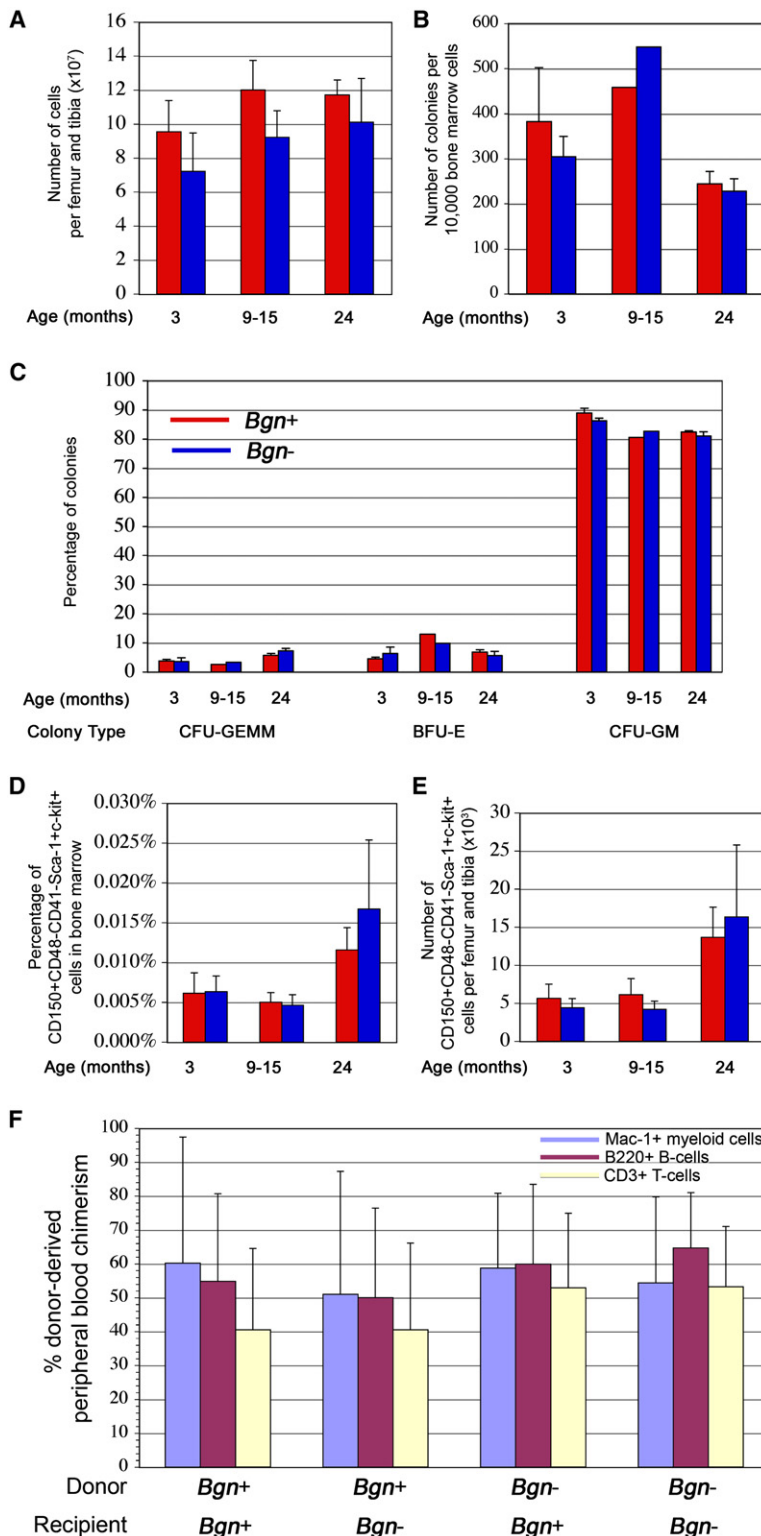 A
Number of cells
per femur and tibia (x10⁷)
16
14
12
10
8
6
4
2
0
Age (months) 3 9-15 24
B
Number of colonies per
10,000 bone marrow cells
600
500
400
300
200
100
0
Age (months) 3 9-15 24
C
Percentage of colonies
100
90
80
70
60
50
40
30
20
10
0
Bgn+
Bgn-
Age (months) 3 9-15 24 3 9-15 24 3 9-15 24
Colony Type CFU-GEMM BFU-E CFU-GM
D
Percentage of
CD150+CD48-CD41-Sca-1+c-kit+
cells in bone marrow
0.030%
0.025%
0.020%
0.015%
0.010%
0.005%
0.000%
Age (months) 3 9-15 24
E
Number of
CD150+CD48-CD41-Sca-1+c-kit+
cells per femur and tibia (x10³)
30
25
20
15
10
5
0
Age (months) 3 9-15 24
F
% donor-derived
peripheral blood chimerism
100
90
80
70
60
50
40
30
20
10
0
Mac-1+ myeloid cells
B220+ B-cells
CD3+ T-cells
Donor Bgn+ Bgn+ Bgn- Bgn-
Recipient Bgn+ Bgn- Bgn+ Bgn-